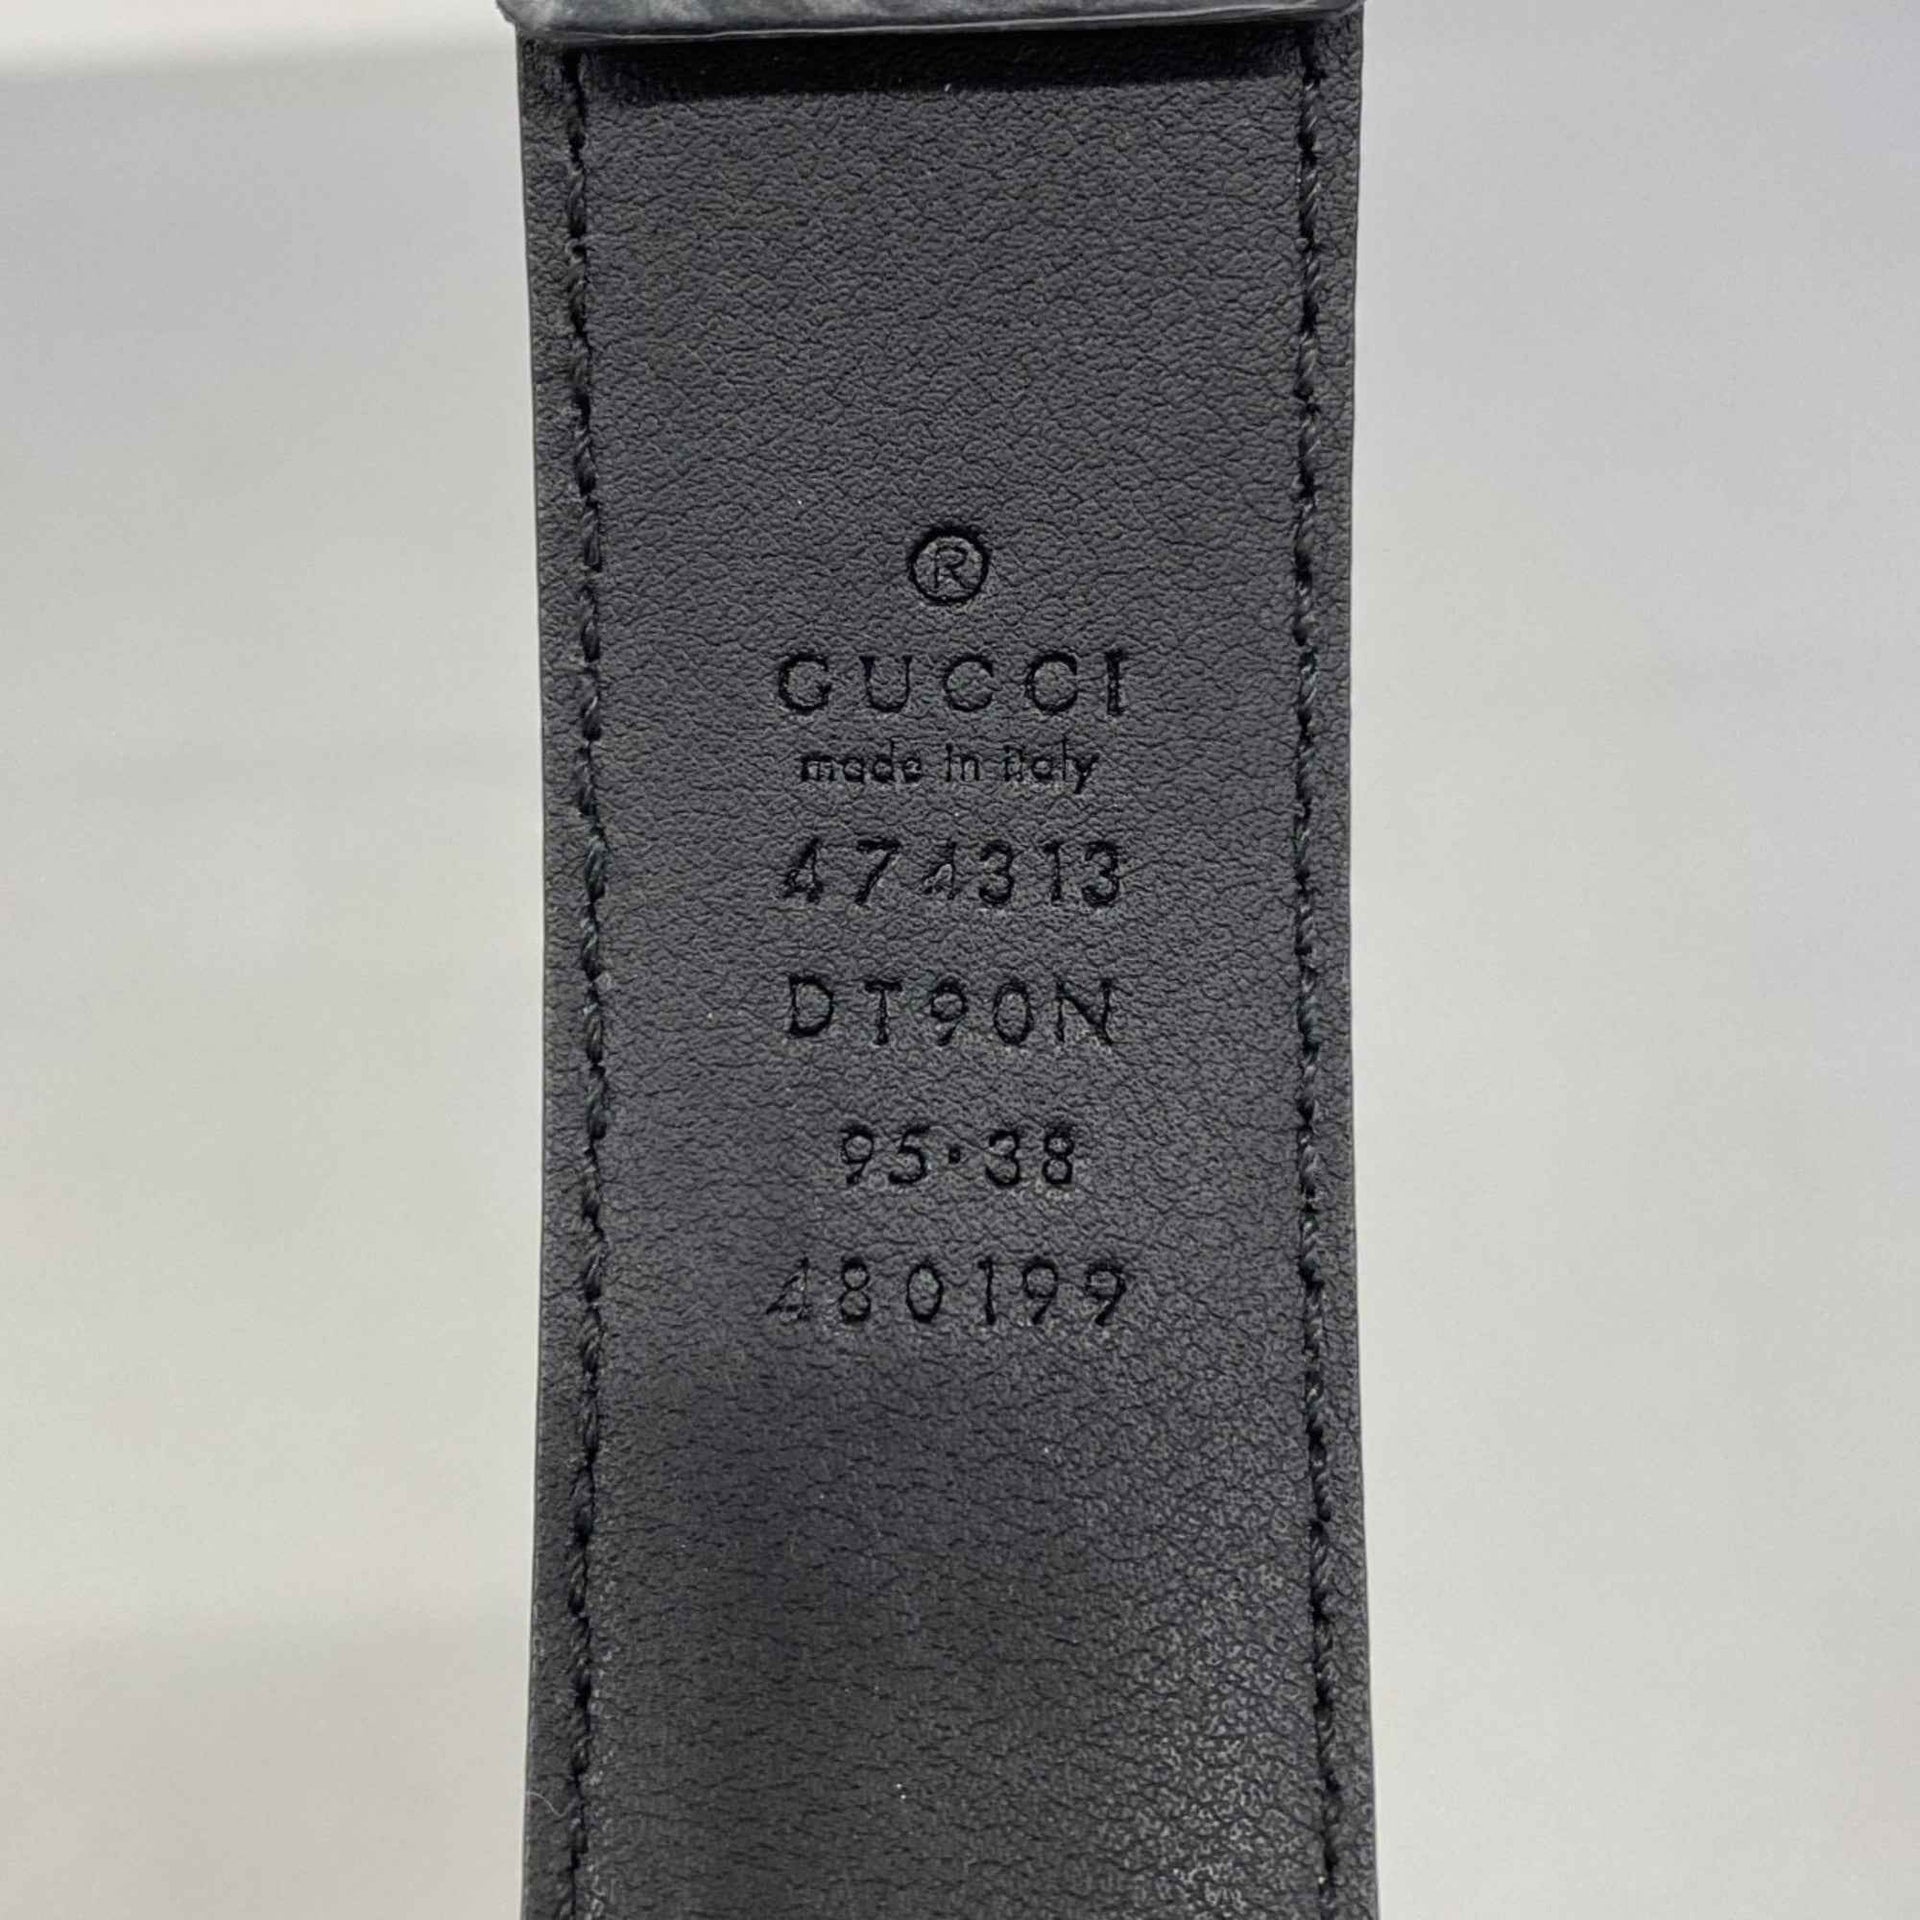 ®
GUCCI
made in italy
474313
DT90N
95·38
480199